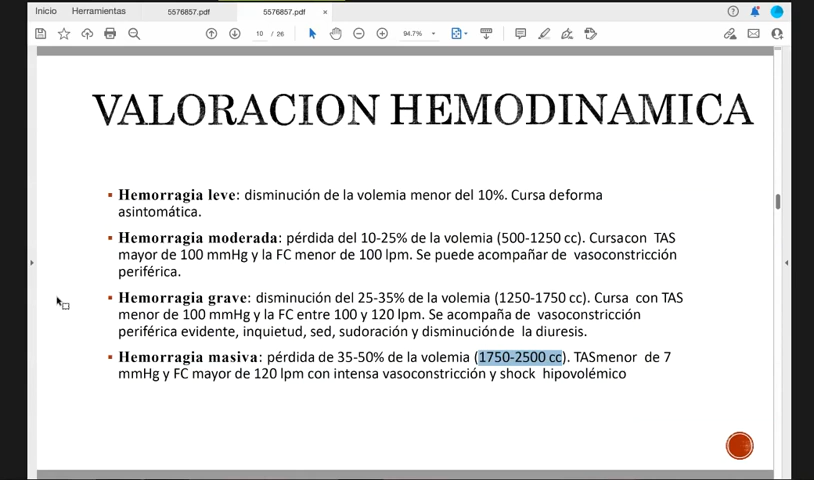 Inicio Herramientas 5576857.pdf 5576857.pdf ×
10 / 26 94.7%
VALORACION HEMODINAMICA
▪ Hemorragia leve: disminución de la volemia menor del 10%. Cursa deforma
asintomática.
▪ Hemorragia moderada: pérdida del 10-25% de la volemia (500-1250 cc). Cursacon TAS
mayor de 100 mmHg y la FC menor de 100 lpm. Se puede acompañar de vasoconstricción
periférica.
▪ Hemorragia grave: disminución del 25-35% de la volemia (1250-1750 cc). Cursa con TAS
menor de 100 mmHg y la FC entre 100 y 120 lpm. Se acompaña de vasoconstricción
periférica evidente, inquietud, sed, sudoración y disminución de la diuresis.
▪ Hemorragia masiva: pérdida de 35-50% de la volemia (1750-2500 cc). TASmenor de 7
mmHg y FC mayor de 120 lpm con intensa vasoconstricción y shock hipovolémico